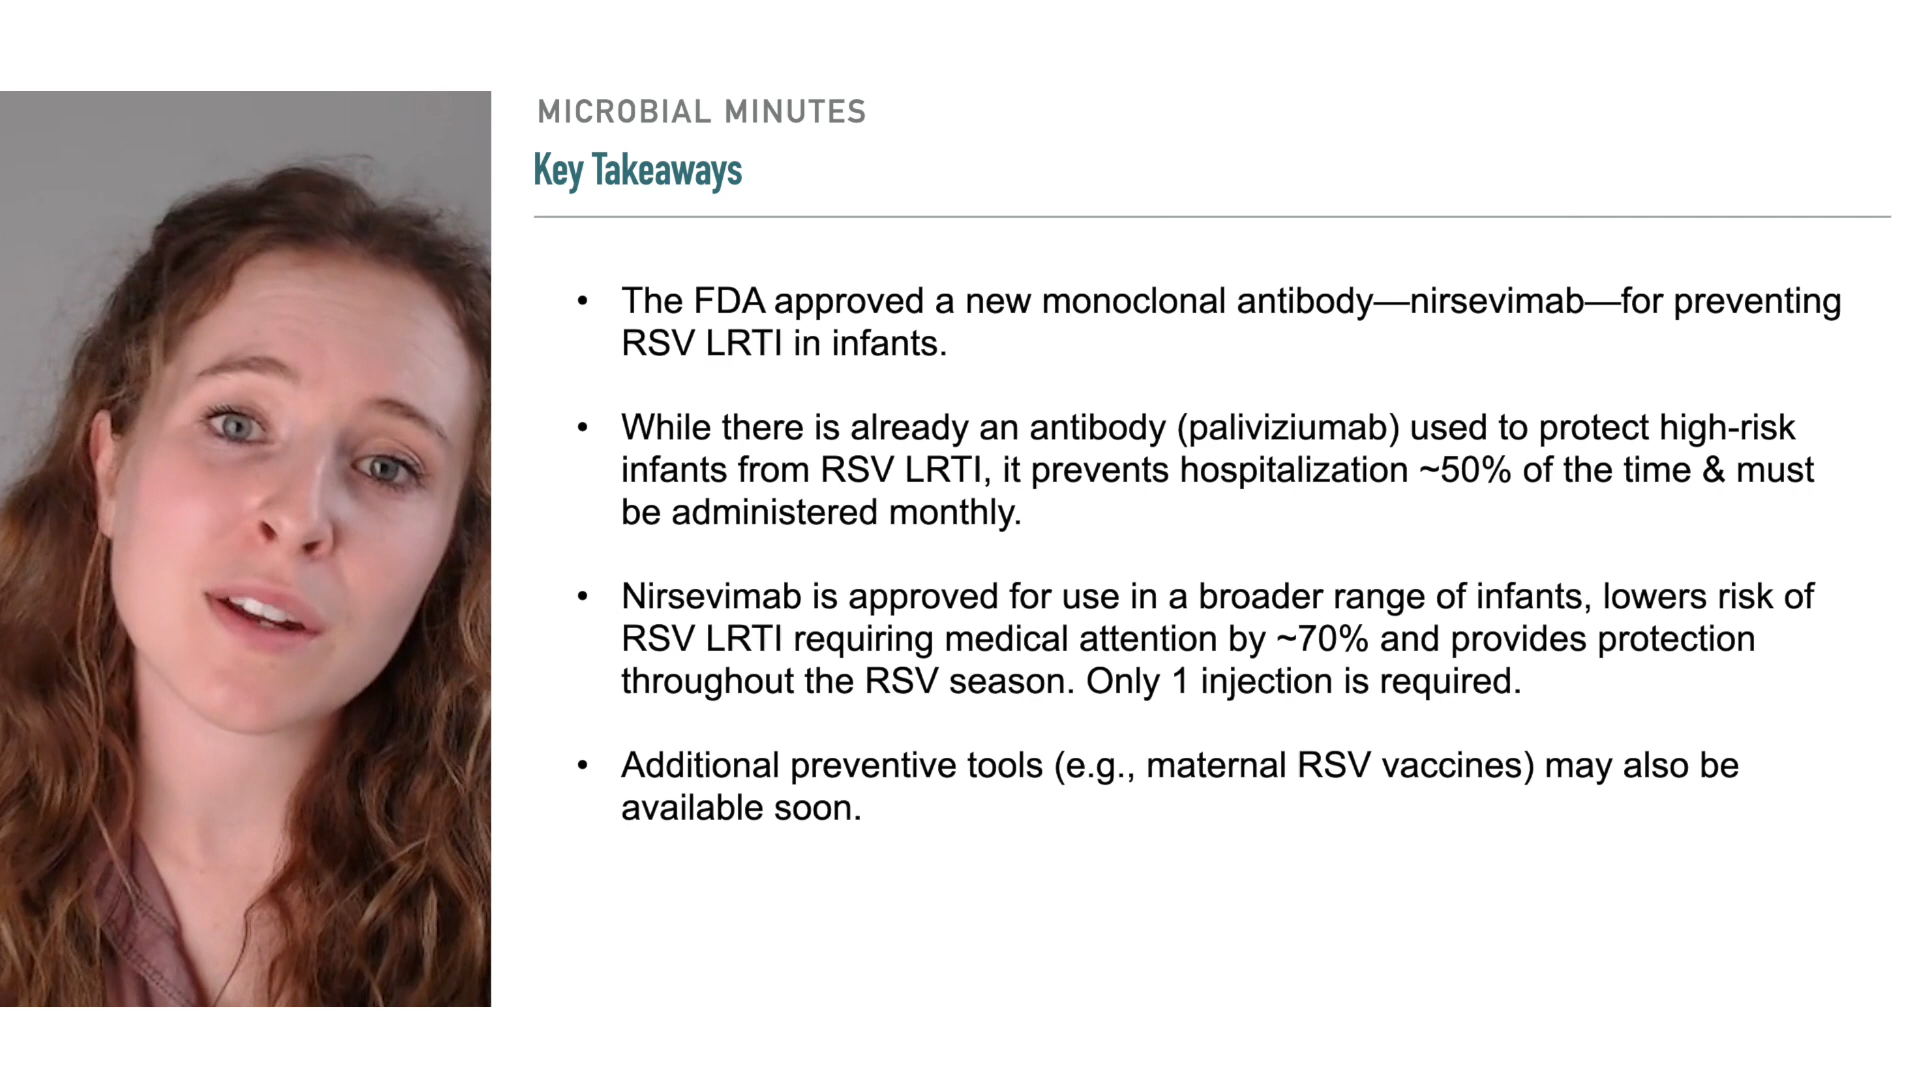 MICROBIAL MINUTES
Key Takeaways
• The FDA approved a new monoclonal antibody—nirsevimab—for preventing
RSV LRTI in infants.
• While there is already an antibody (paliviziumab) used to protect high-risk
infants from RSV LRTI, it prevents hospitalization ~50% of the time & must
be administered monthly.
• Nirsevimab is approved for use in a broader range of infants, lowers risk of
RSV LRTI requiring medical attention by ~70% and provides protection
throughout the RSV season. Only 1 injection is required.
• Additional preventive tools (e.g., maternal RSV vaccines) may also be
available soon.